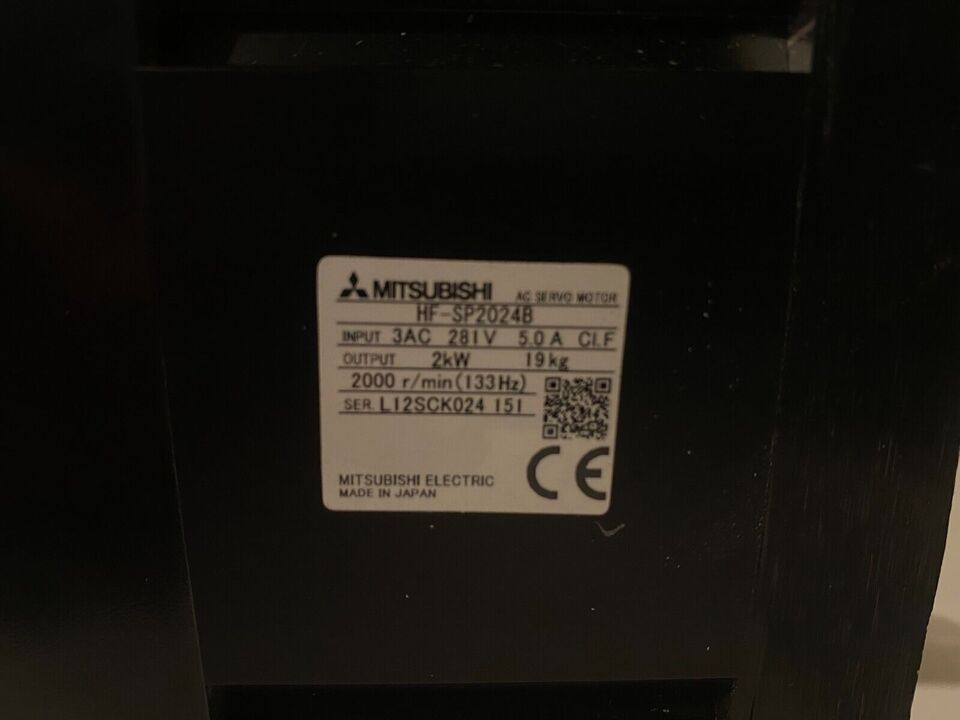 MITSUBISHI AC SERVO MOTOR
HF-SP2024B
INPUT 3AC 281V 5.0A Cl.F
OUTPUT 2kW 19kg
2000 r/min(133Hz)
SER. L12SCK024 151
MITSUBISHI ELECTRIC
MADE IN JAPAN
CE